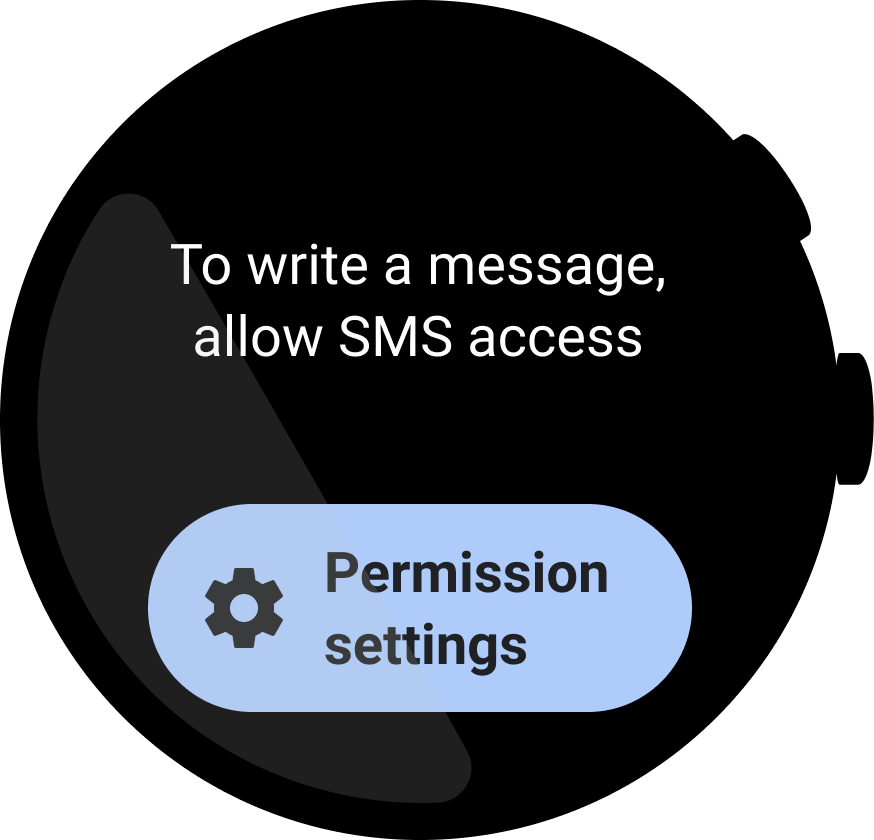 To write a message,
allow SMS access
Permission
settings